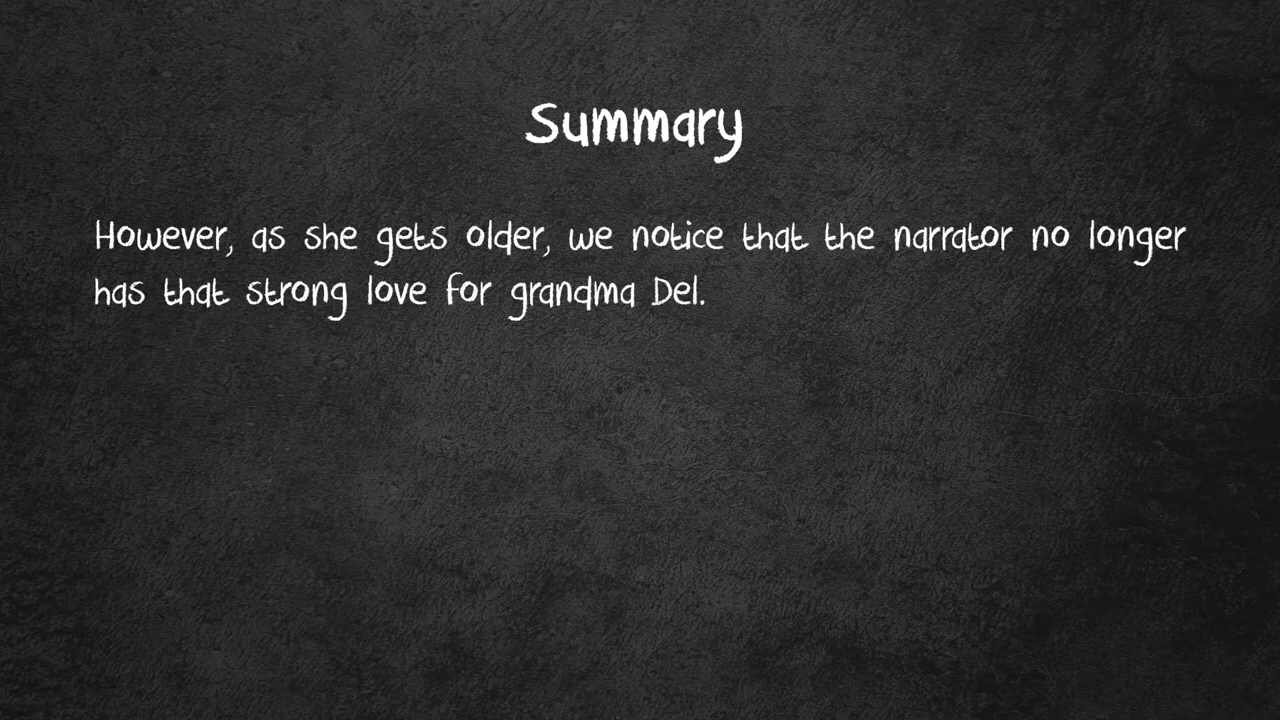 Summary
However, as she gets older, we notice that the narrator no longer
has that strong love for grandma Del.